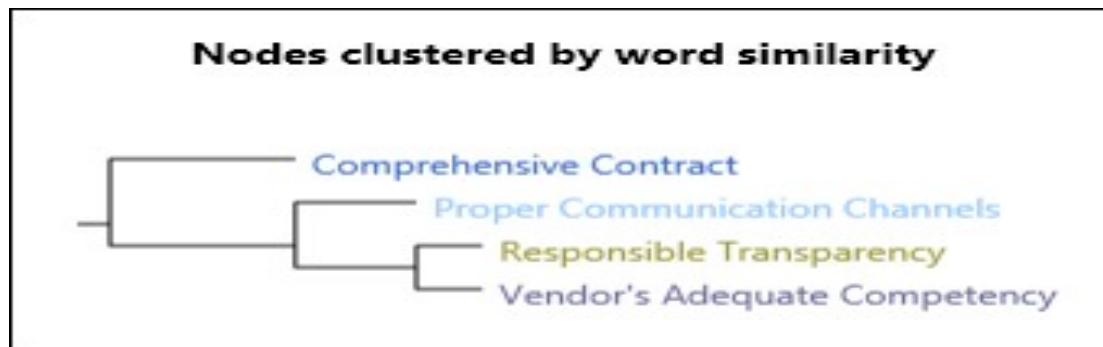 Nodes clustered by word similarity
Comprehensive Contract
Proper Communication Channels
Responsible Transparency
Vendor's Adequate Competency